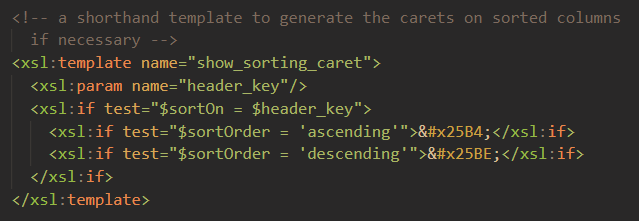 <!-- a shorthand template to generate the carets on sorted columns
if necessary -->
<xsl:template name="show_sorting_caret">
<xsl:param name="header_key"/>
<xsl:if test="$sortOn = $header_key">
<xsl:if test="$sortOrder = 'ascending'">&#x25B4;</xsl:if>
<xsl:if test="$sortOrder = 'descending'">&#x25BE;</xsl:if>
</xsl:if>
</xsl:template>